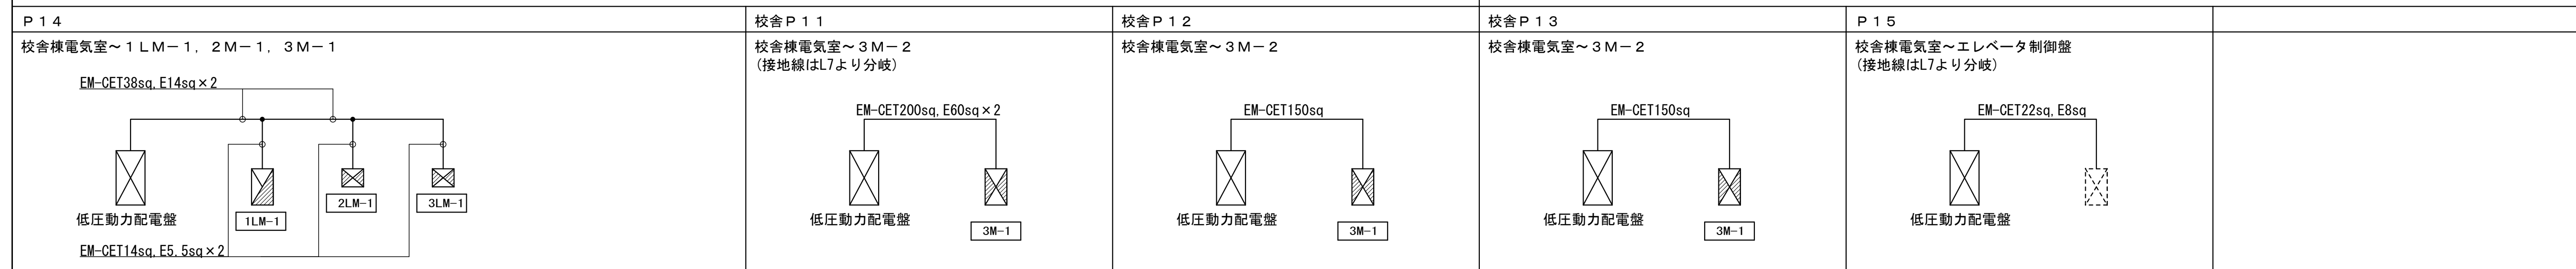 Ｐ１４
校舎棟電気室～１ＬＭ－１，２Ｍ－１，３Ｍ－１
EM-CET38sq,E14sq×2
低圧動力配電盤
1LM-1
2LM-1
3LM-1
EM-CET14sq,E5.5sq×2
校舎Ｐ１１
校舎棟電気室～３Ｍ－２
(接地線はL7より分岐)
EM-CET200sq,E60sq×2
低圧動力配電盤
3M-1
校舎Ｐ１２
校舎棟電気室～３Ｍ－２
EM-CET150sq
低圧動力配電盤
3M-1
校舎Ｐ１３
校舎棟電気室～３Ｍ－２
EM-CET150sq
低圧動力配電盤
3M-1
Ｐ１５
校舎棟電気室～エレベータ制御盤
(接地線はL7より分岐)
EM-CET22sq,E8sq
低圧動力配電盤